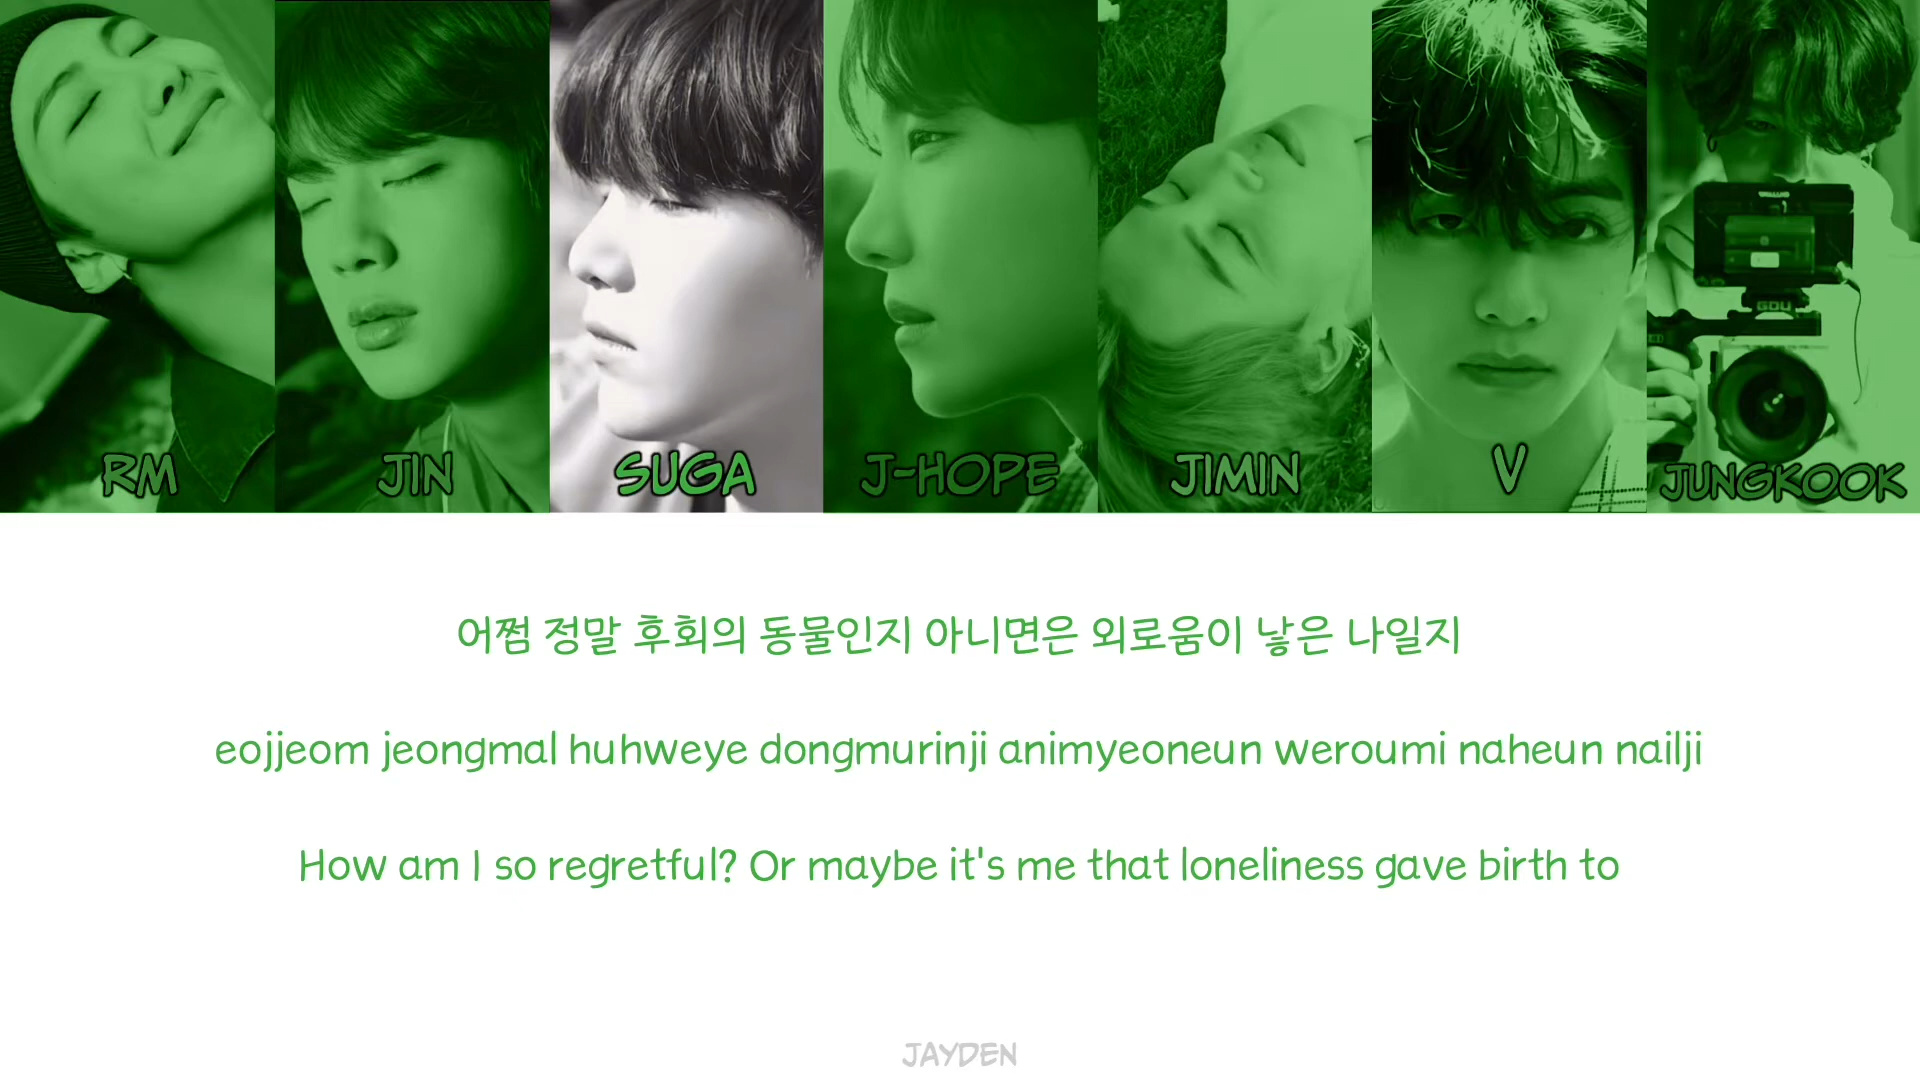 RM
JIN
SUGA
J-HOPE
JIMIN
V
JUNGKOOK
GDU
어쩜 정말 후회의 동물인지 아니면은 외로움이 낳은 나일지
eojjeom jeongmal huhweye dongmurinji animyeoneun weroumi naheun nailji
How am I so regretful? Or maybe it's me that loneliness gave birth to
JAYDEN